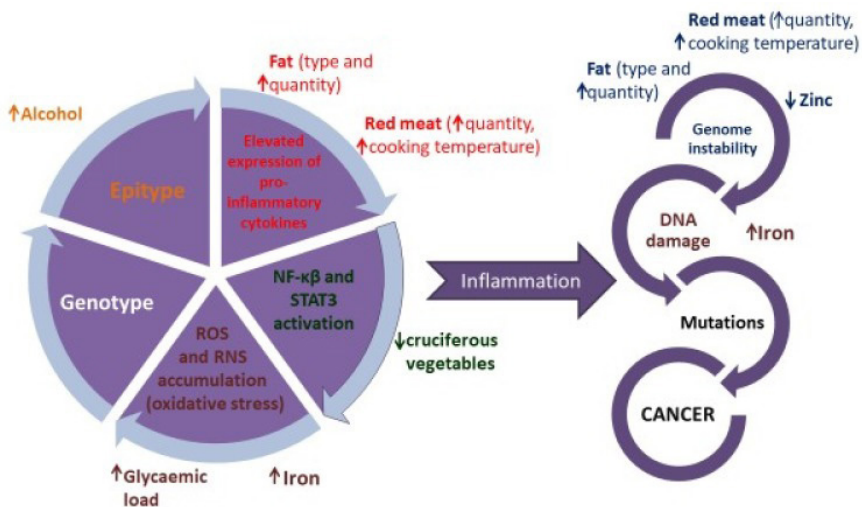 ↑Alcohol
Fat (type and
↑quantity)
Red meat (↑quantity,
↑cooking temperature)
Epitype
Elevated
expression of
pro-
inflammatory
cytokines
Genotype
NF-κβ and
STAT3
activation
ROS
and RNS
accumulation
(oxidative stress)
↓cruciferous
vegetables
↑Glycaemic
load
↑Iron
Inflammation
Red meat (↑quantity,
↑cooking temperature)
Fat (type and
↑quantity)
↓Zinc
Genome
instability
DNA
damage
↑Iron
Mutations
CANCER